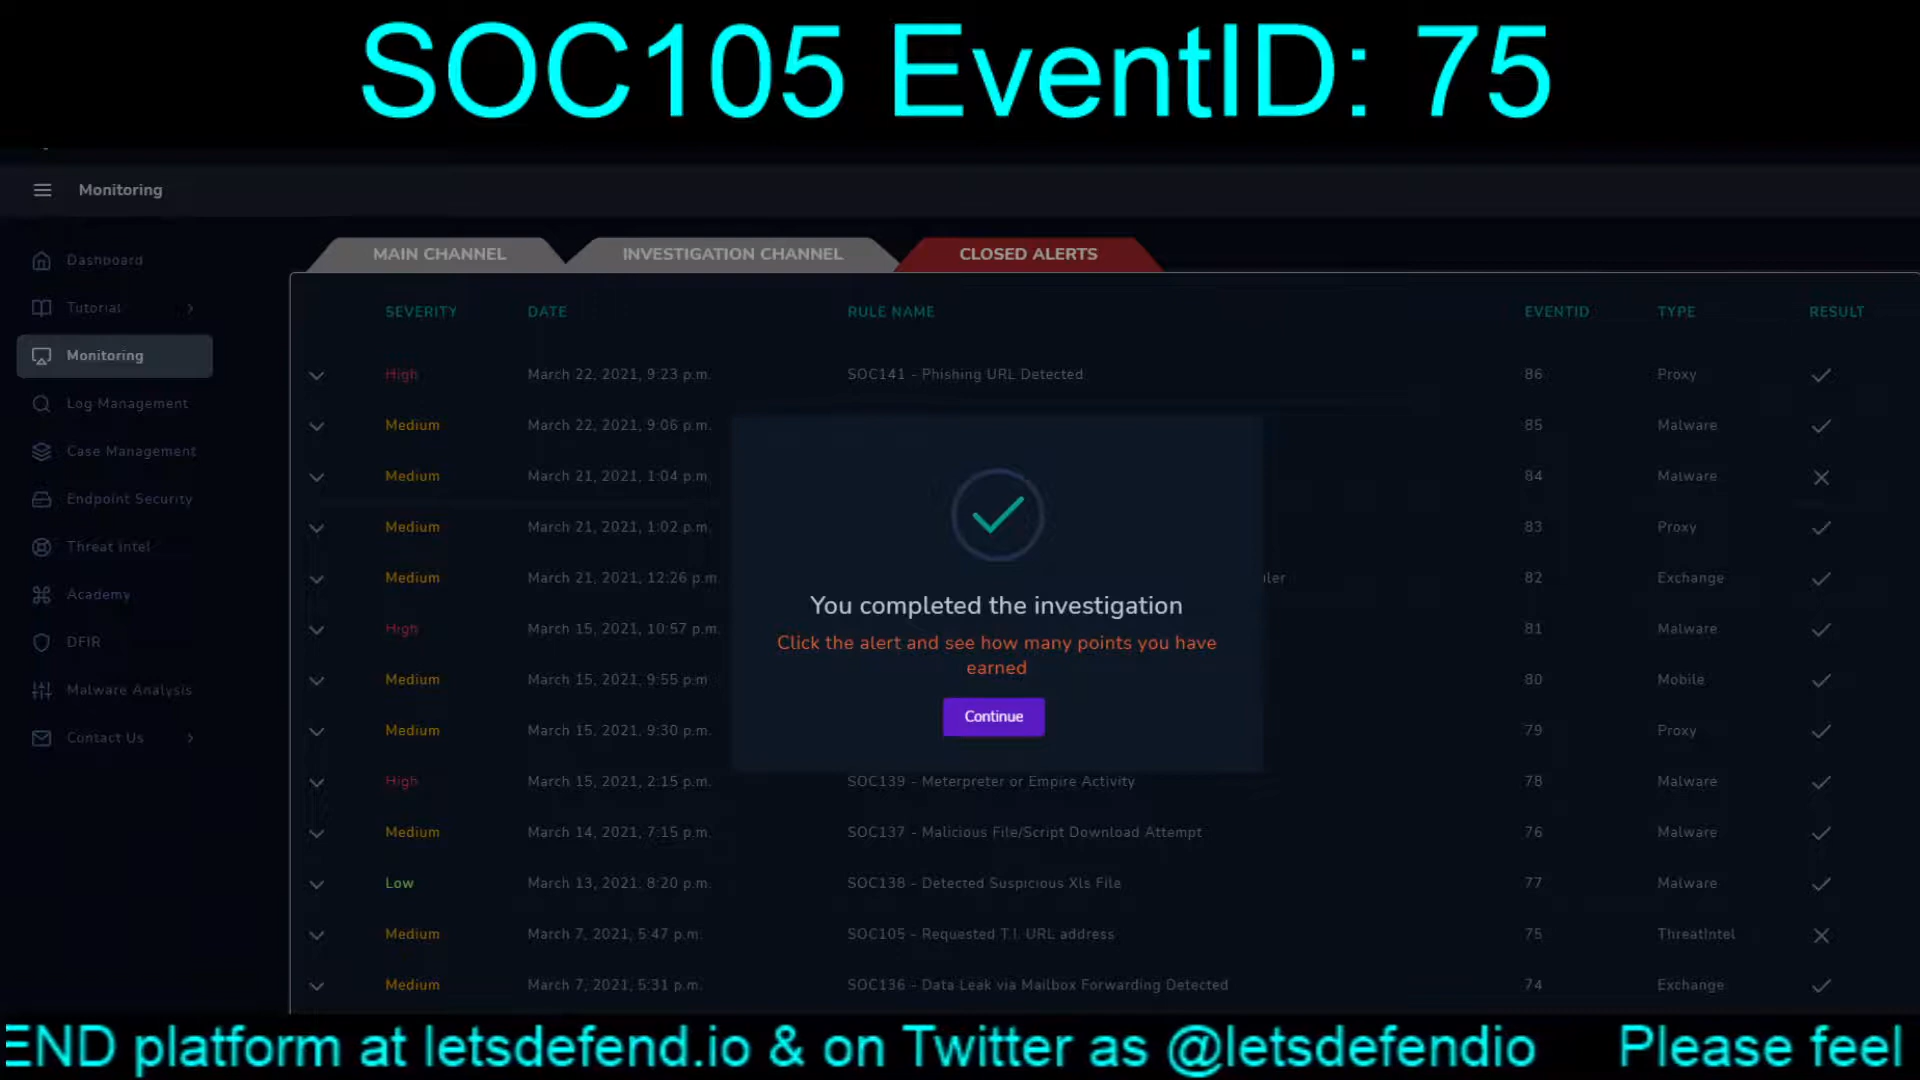 SOC105 EventID: 75
Monitoring
Dashboard
Tutorial
Monitoring
Log Management
Case Management
Endpoint Security
Threat Intel
Academy
DFIR
Malware Analysis
Contact Us
MAIN CHANNEL INVESTIGATION CHANNEL CLOSED ALERTS
SEVERITY DATE RULE NAME EVENTID TYPE RESULT
High March 22, 2021, 9:23 p.m. SOC141 - Phishing URL Detected 86 Proxy
Medium March 22, 2021, 9:06 p.m. 85 Malware
Medium March 21, 2021, 1:04 p.m. 84 Malware
Medium March 21, 2021, 1:02 p.m. 83 Proxy
Medium March 21, 2021, 12:26 p.m. 82 Exchange
High March 15, 2021, 10:57 p.m. 81 Malware
Medium March 15, 2021, 9:55 p.m 80 Mobile
Medium March 15, 2021, 9:30 p.m. 79 Proxy
High March 15, 2021, 2:15 p.m. SOC139 - Meterpreter or Empire Activity 78 Malware
Medium March 14, 2021, 7:15 p.m. SOC137 - Malicious File/Script Download Attempt 76 Malware
Low March 13, 2021, 8:20 p.m. SOC138 - Detected Suspicious Xls File 77 Malware
Medium March 7, 2021, 5:47 p.m. SOC105 - Requested T.I. URL address 75 ThreatIntel
Medium March 7, 2021, 5:31 p.m. SOC136 - Data Leak via Mailbox Forwarding Detected 74 Exchange
You completed the investigation
Click the alert and see how many points you have
earned
Continue
END platform at letsdefend.io & on Twitter as @letsdefendio Please feel